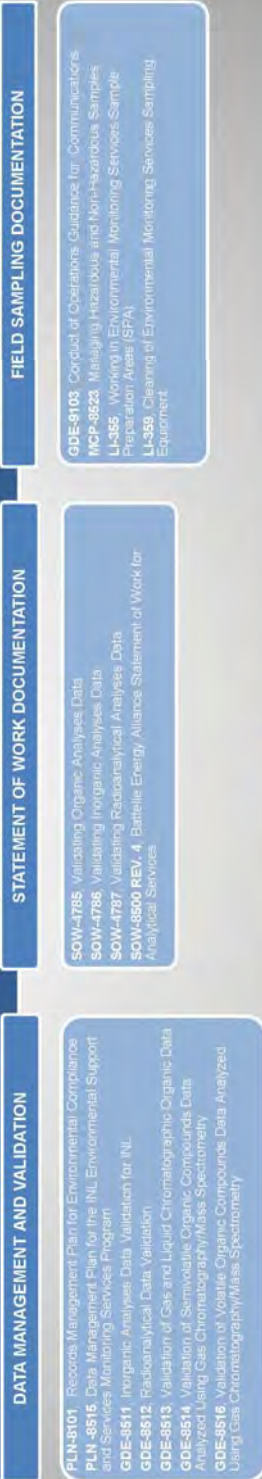 DATA MANAGEMENT AND VALIDATION
PLN-8101 Records Management Plan for Environmental Compliance
PLN -8515, Data Management Plan for the INL Environmental Support
and Services Monitoring Services Program
GDE-8511, Inorganic Analyses Data Validation for INL
GDE-8512, Radioanalytical Data Validation
GDE-8513, Validation of Gas and Liquid Chromatographic Organic Data
GDE-8514, Validation of Semivolatile Organic Compounds Data
Analyzed Using Gas Chromatography/Mass Spectrometry
GDE-8516, Validation of Volatile Organic Compounds Data Analyzed
Using Gas Chromatography/Mass Spectrometry
STATEMENT OF WORK DOCUMENTATION
SOW-4785, Validating Organic Analyses Data
SOW-4786, Validating Inorganic Analyses Data
SOW-4787, Validating Radioanalytical Analyses Data
SOW-8500 REV. 4, Battelle Energy Alliance Statement of Work for
Analytical Services
FIELD SAMPLING DOCUMENTATION
GDE-9103, Conduct of Operations Guidance for Communications
MCP-8523, Managing Hazardous and Non-Hazardous Samples
LI-355, Working in Environmental Monitoring Services Sample
Preparation Areas (SPA)
LI-359, Cleaning of Environmental Monitoring Services Sampling
Equipment